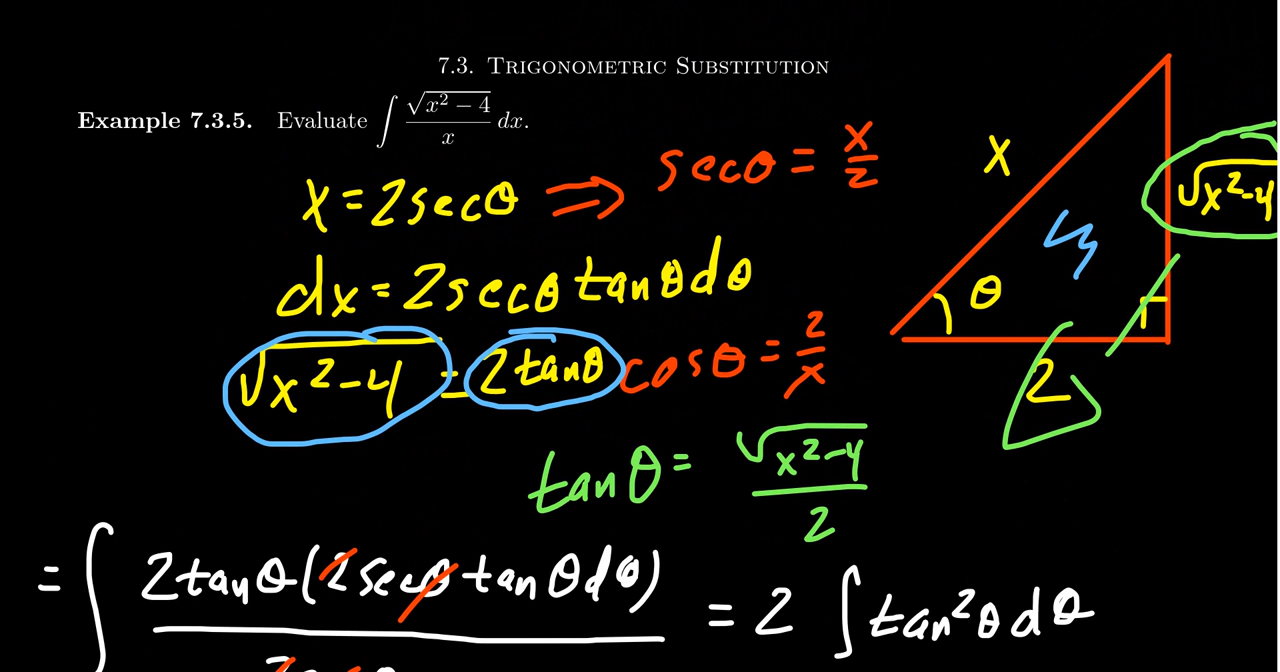 7.3. Trigonometric Substitution
Example 7.3.5. Evaluate ∫ √(x² − 4) / x dx.
x = 2secθ ⟹ secθ = x/2
dx = 2secθ tanθ dθ
√(x²-4) = 2tanθ
cosθ = 2/x
tanθ = √(x²-4) / 2
x
√(x²-4)
θ
2
= ∫ 2tanθ(2secθ tanθ dθ) / 2secθ = 2 ∫ tan²θ dθ